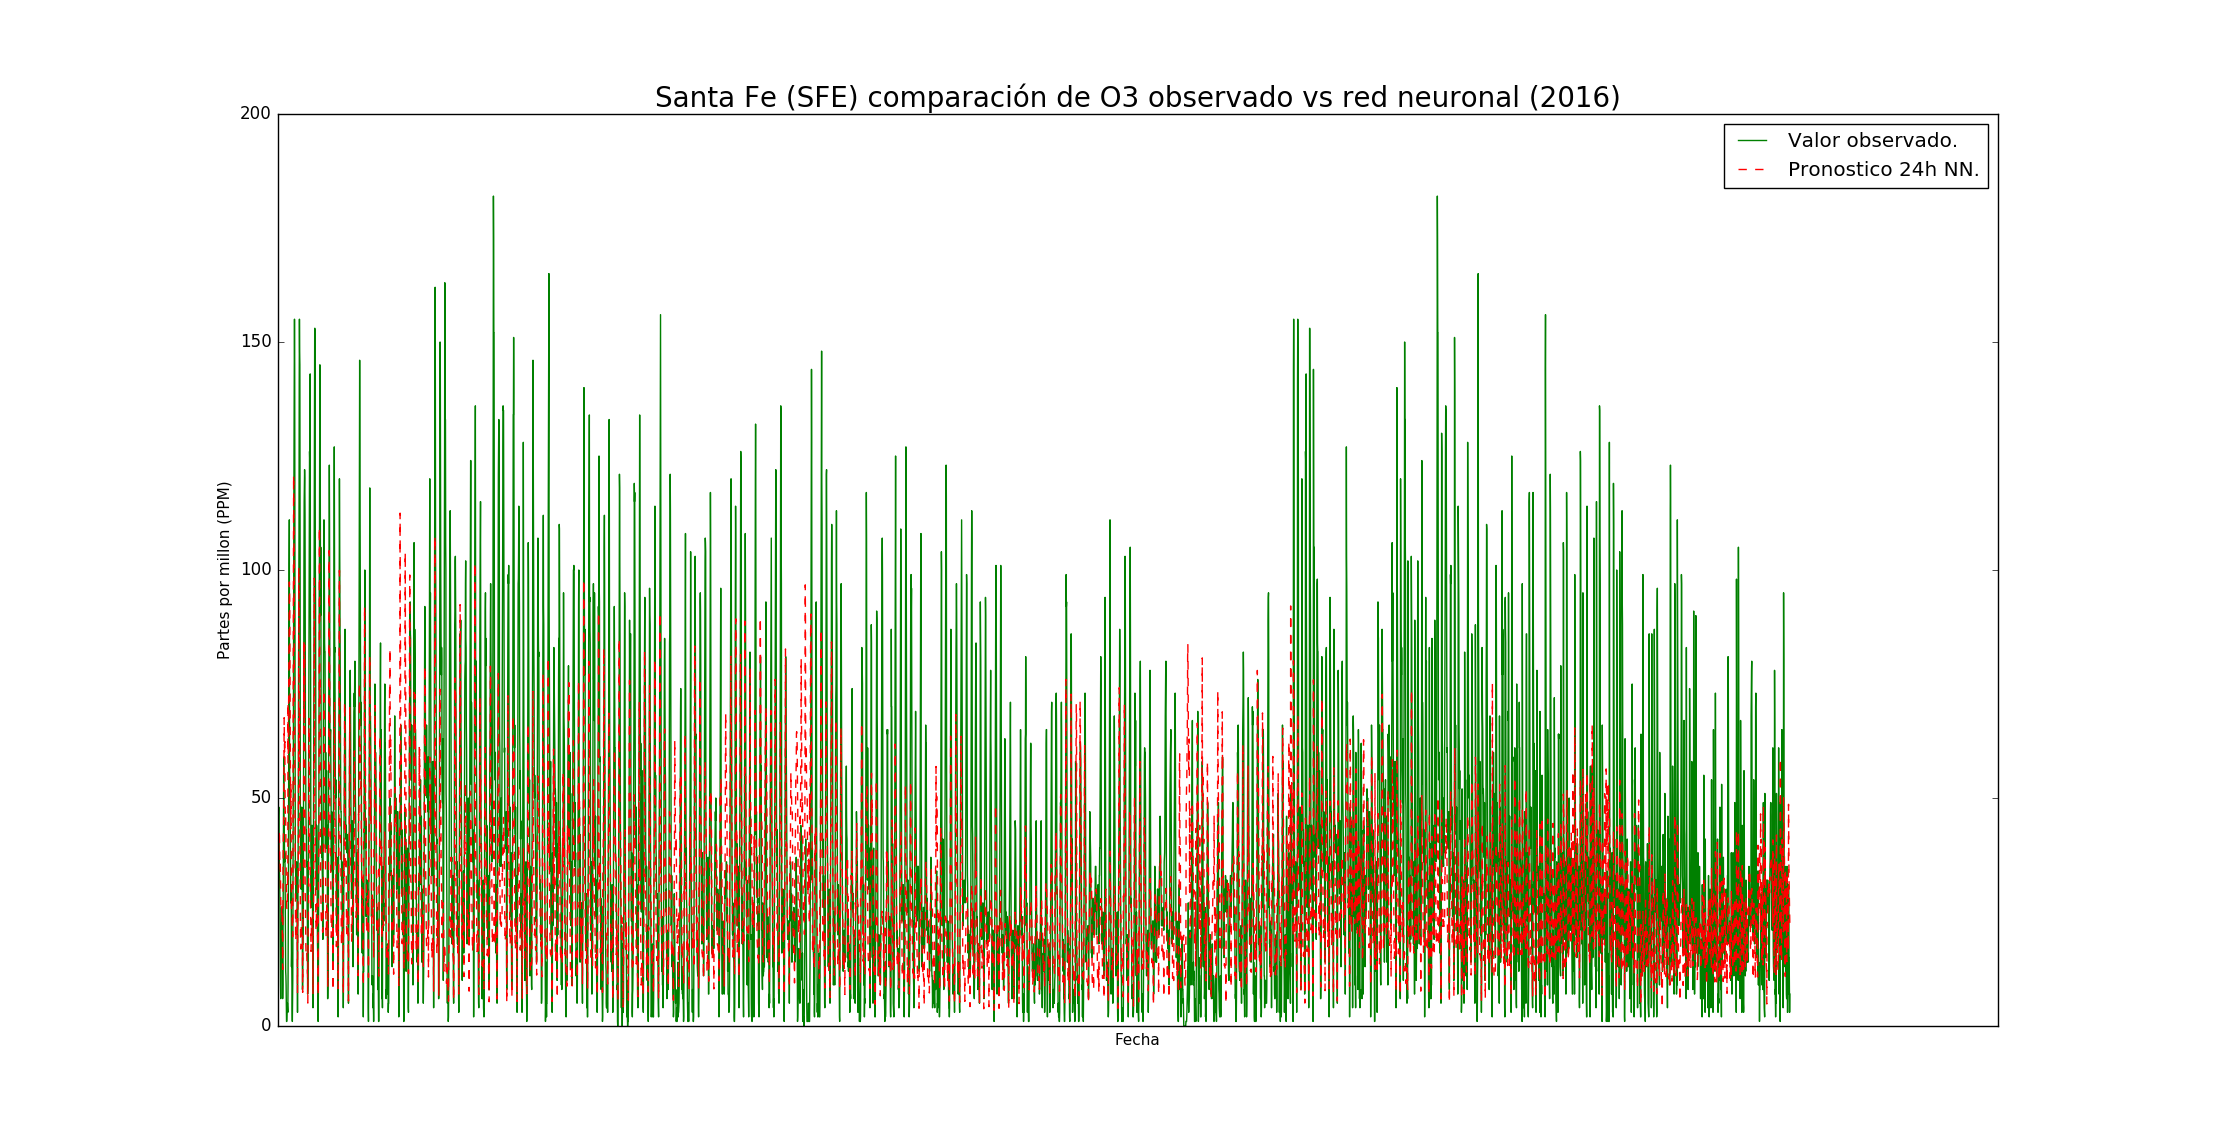 Santa Fe (SFE) comparación de O3 observado vs red neuronal (2016)
Valor observado.
Pronostico 24h NN.
200
150
100
50
0
Partes por millon (PPM)
Fecha